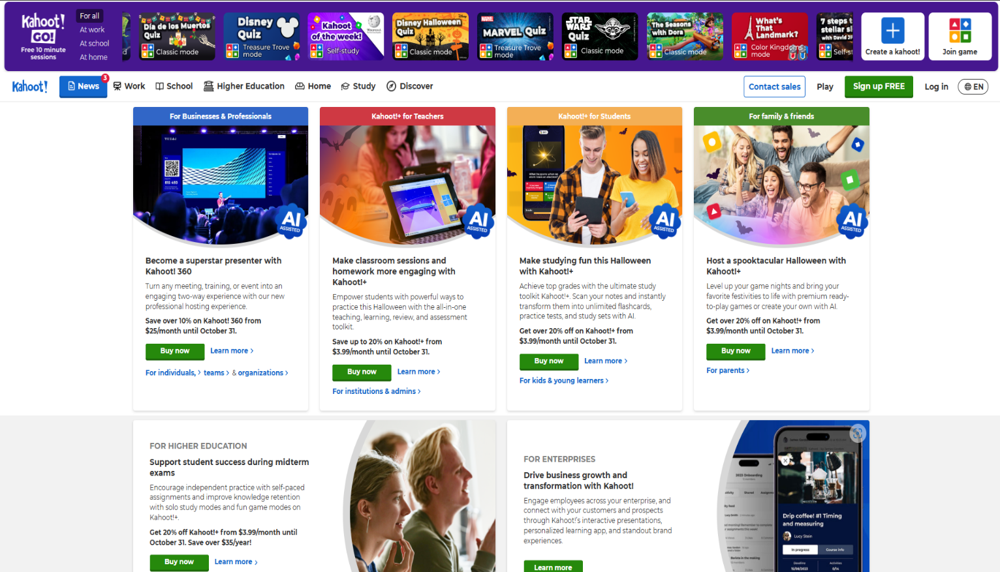 Kahoot!
GO!
Free 10 minute
sessions
For all
At work
At school
At home
Día de los Muertos
Quiz
Classic mode
Disney
Quiz
Treasure Trove
mode
Kahoot
of the week!
Self-study
Disney Halloween
Quiz
Classic mode
MARVEL
MARVEL Quiz
Treasure Trove
mode
STAR
WARS
Quiz
Classic mode
The Seasons
with Dora
Classic mode
What's
That
Landmark?
Color Kingdoms
mode
7 steps t
stellar s
with David J
Self-s
Create a kahoot!
Join game
Kahoot!
News
3
Work
School
Higher Education
Home
Study
Discover
Contact sales
Play
Sign up FREE
Log in
EN
For Businesses & Professionals
AI
ASSISTED
Become a superstar presenter with
Kahoot! 360
Turn any meeting, training, or event into an
engaging two-way experience with our new
professional hosting experience.
Save over 10% on Kahoot! 360 from
$25/month until October 31.
Buy now
Learn more ›
For individuals, › teams › & organizations ›
Kahoot!+ for Teachers
AI
ASSISTED
Make classroom sessions and
homework more engaging with
Kahoot!+
Empower students with powerful ways to
practice this Halloween with the all-in-one
teaching, learning, review, and assessment
toolkit.
Save up to 20% on Kahoot!+ from
$3.99/month until October 31.
Buy now
Learn more ›
For institutions & admins ›
Kahoot!+ for Students
AI
ASSISTED
Make studying fun this Halloween
with Kahoot!+
Achieve top grades with the ultimate study
toolkit Kahoot!+. Scan your notes and instantly
transform them into unlimited flashcards,
practice tests, and study sets with AI.
Get over 20% off on Kahoot!+ from
$3.99/month until October 31.
Buy now
Learn more ›
For kids & young learners ›
For family & friends
AI
ASSISTED
Host a spooktacular Halloween with
Kahoot!+
Level up your game nights and bring your
favorite festivities to life with premium ready-
to-play games or create your own with AI.
Get over 20% off on Kahoot!+ from
$3.99/month until October 31.
Buy now
Learn more ›
For parents ›
FOR HIGHER EDUCATION
Support student success during midterm
exams
Encourage independent practice with self-paced
assignments and improve knowledge retention
with solo study modes and fun game modes on
Kahoot!+.
Get 20% off Kahoot!+ from $3.99/month until
October 31. Save over $35/year!
Buy now
Learn more ›
FOR ENTERPRISES
Drive business growth and
transformation with Kahoot!
Engage employees across your enterprise, and
connect with your customers and prospects
through Kahoot!'s interactive presentations,
personalized learning app, and standout brand
experiences.
Learn more
2023 Onboarding
Shared
Drip coffee! #1 Timing
and measuring
Lucy Stein
In progress
Course info
Deadline
Activities
15/06/2023
6/14